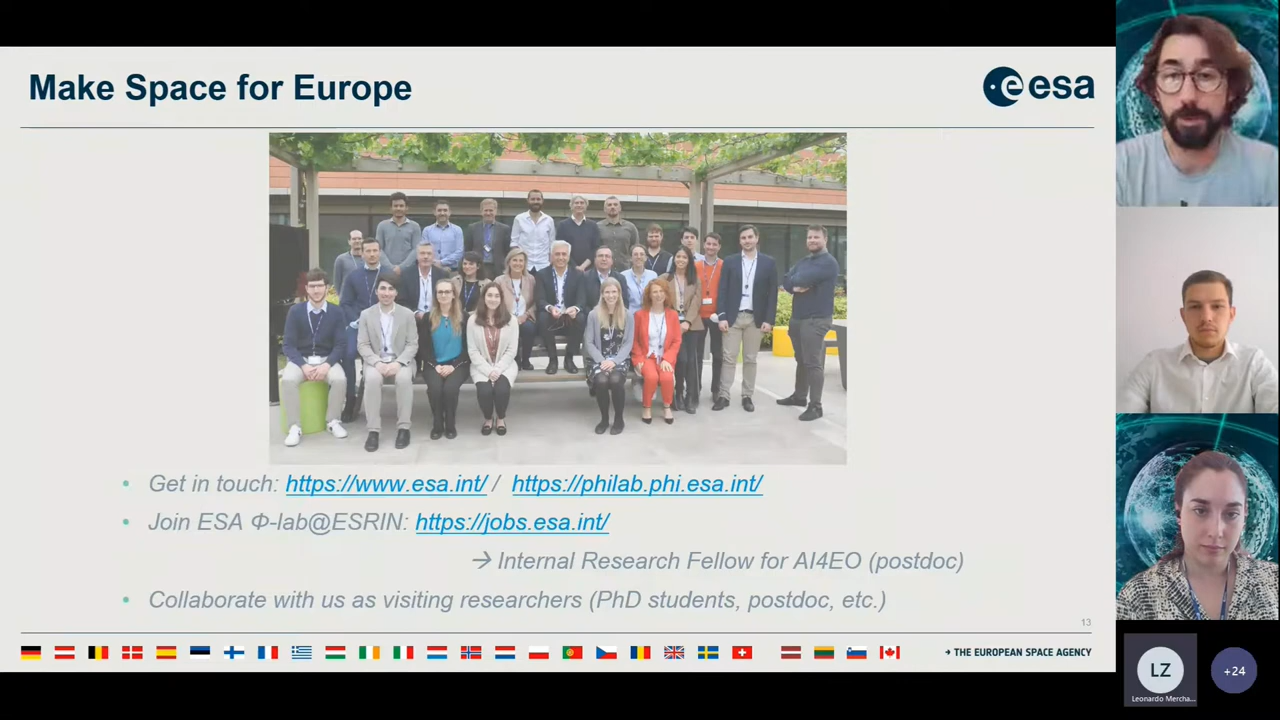 Make Space for Europe
esa
• Get in touch: https://www.esa.int/ / https://philab.phi.esa.int/
• Join ESA Φ-lab@ESRIN: https://jobs.esa.int/
→ Internal Research Fellow for AI4EO (postdoc)
• Collaborate with us as visiting researchers (PhD students, postdoc, etc.)
13
→ THE EUROPEAN SPACE AGENCY
LZ
Leonardo Mercha...
+24